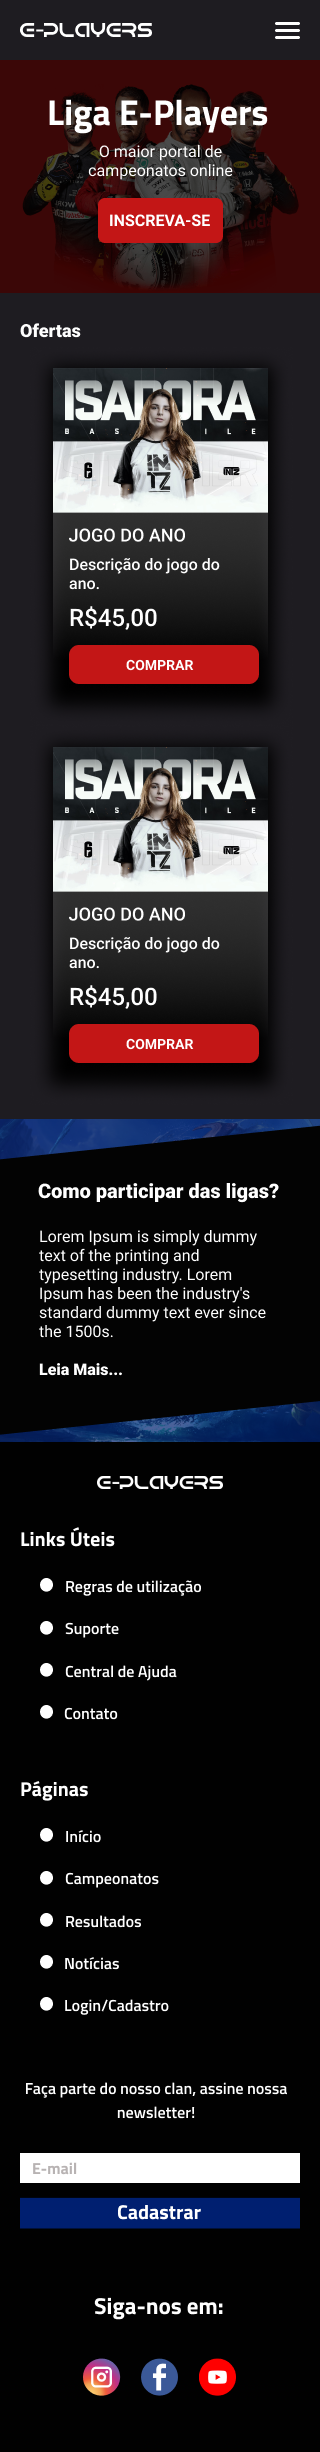 E-PLAYERS
Liga E-Players
O maior portal de
campeonatos online
INSCREVA-SE
Ofertas
ISADORA
INTZ
JOGO DO ANO
Descrição do jogo do
ano.
R$45,00
COMPRAR
ISADORA
INTZ
JOGO DO ANO
Descrição do jogo do
ano.
R$45,00
COMPRAR
Como participar das ligas?
Lorem Ipsum is simply dummy
text of the printing and
typesetting industry. Lorem
Ipsum has been the industry's
standard dummy text ever since
the 1500s.
Leia Mais...
E-PLAYERS
Links Úteis
Regras de utilização
Suporte
Central de Ajuda
Contato
Páginas
Início
Campeonatos
Resultados
Notícias
Login/Cadastro
Faça parte do nosso clan, assine nossa
newsletter!
E-mail
Cadastrar
Siga-nos em: